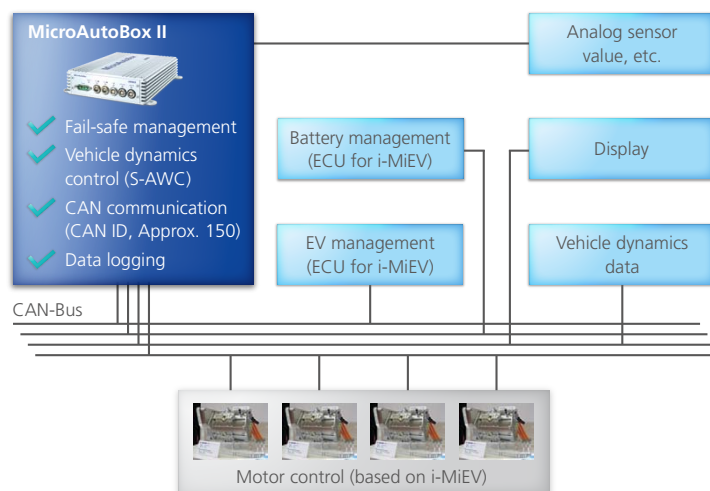 MicroAutoBox II
MicroAutoBox
Fail-safe management
Vehicle dynamics
control (S-AWC)
CAN communication
(CAN ID, Approx. 150)
Data logging
Analog sensor
value, etc.
Battery management
(ECU for i-MiEV)
Display
EV management
(ECU for i-MiEV)
Vehicle dynamics
data
CAN-Bus
Motor control (based on i-MiEV)